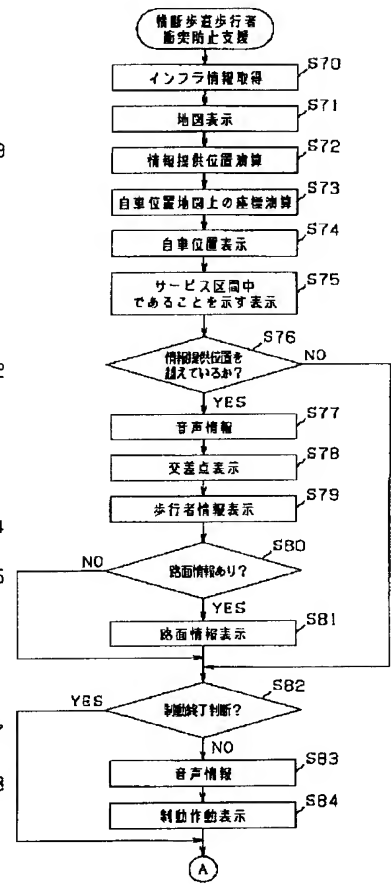 横断歩道歩行者
衝突防止支援
S70
インフラ情報取得
S71
地図表示
S72
情報提供位置演算
S73
自車位置地図上の座標演算
S74
自車位置表示
S75
サービス区間中
であることを示す表示
S76
情報提供位置を
越えているか?
NO
YES
S77
音声情報
S78
交差点表示
S79
歩行者情報表示
S80
NO
路面情報あり?
YES
S81
路面情報表示
S82
YES
制動終了判断?
NO
S83
音声情報
S84
制動作動表示
A